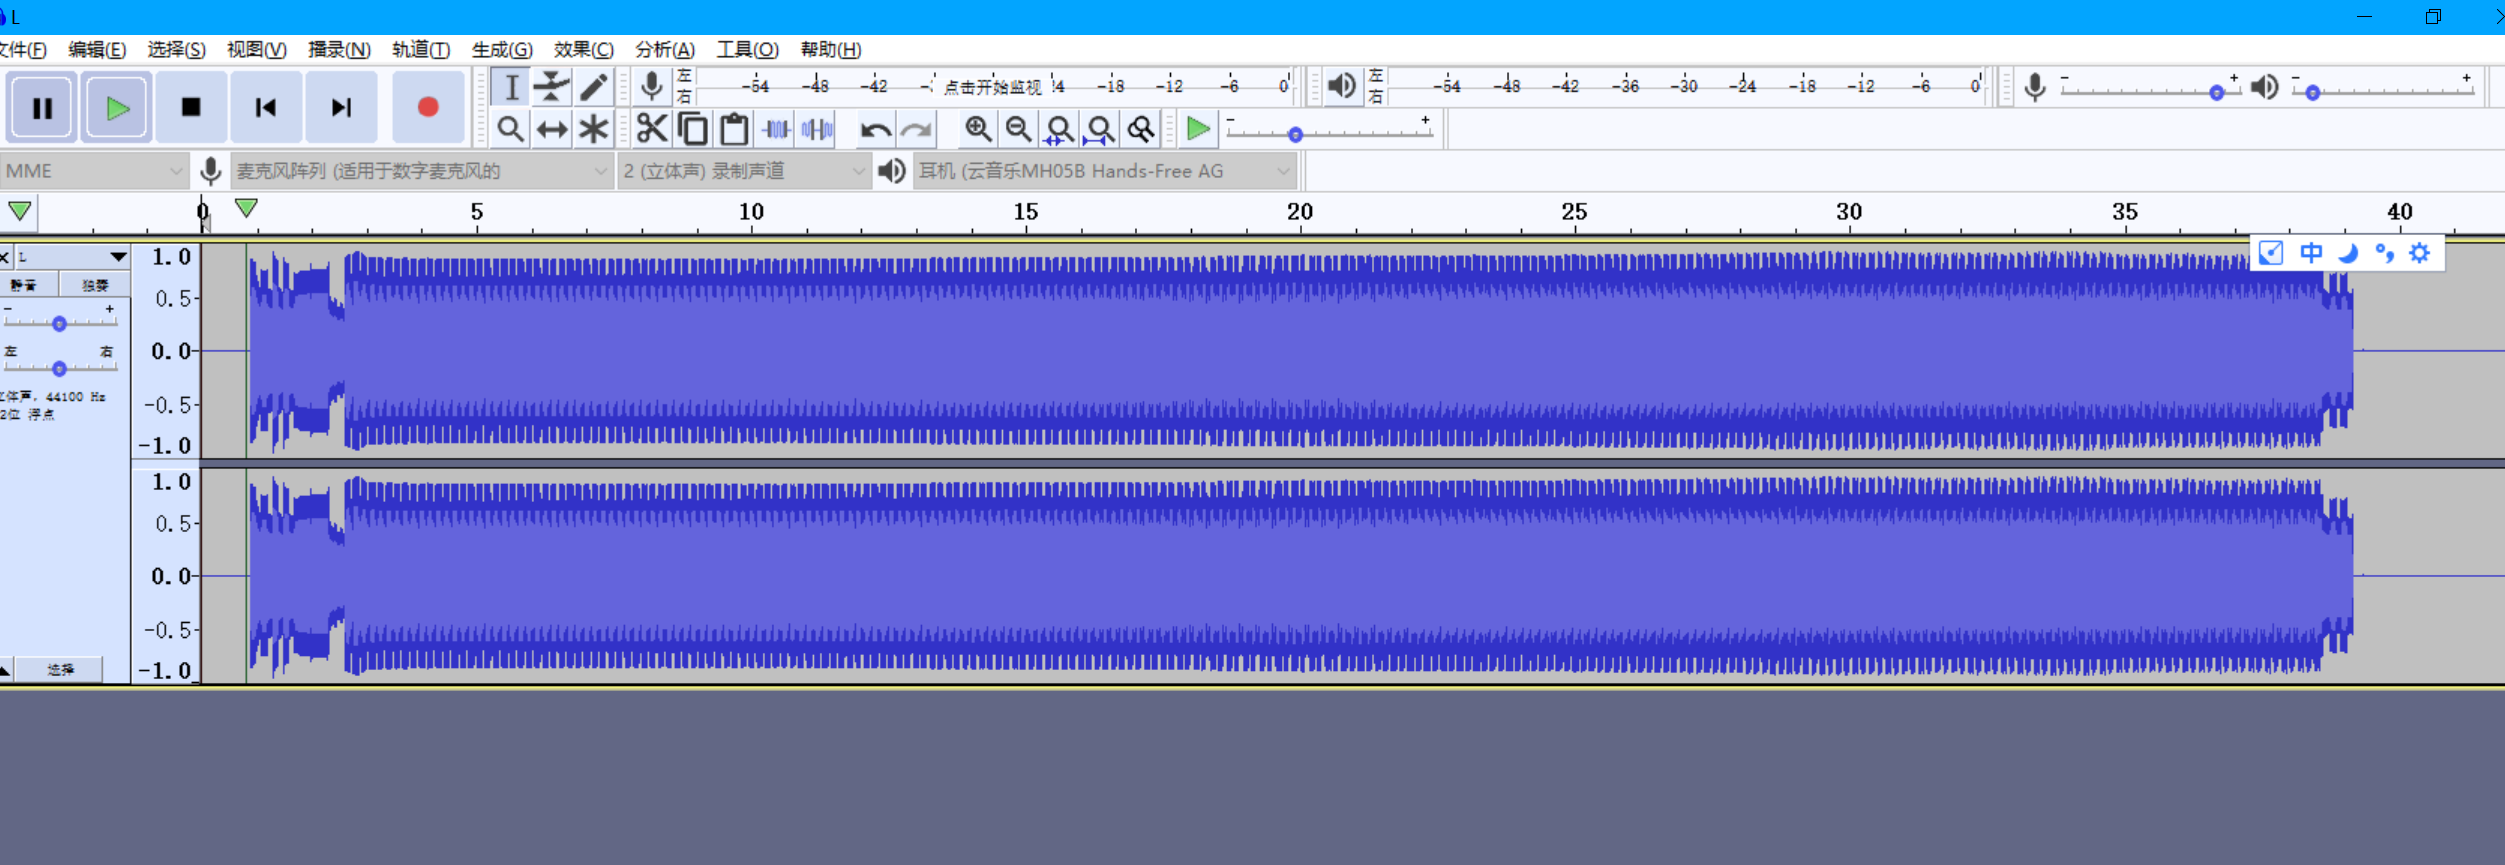 L
文件(F) 编辑(E) 选择(S) 视图(V) 播录(N) 轨道(T) 生成(G) 效果(C) 分析(A) 工具(O) 帮助(H)
左 右 -54 -48 -42 点击开始监视 -18 -12 -6 0
左 右 -54 -48 -42 -36 -30 -24 -18 -12 -6 0
- +
- +
- +
MME 麦克风阵列 (适用于数字麦克风的 2 (立体声) 录制声道 耳机 (云音乐MH05B Hands-Free AG
0 5 10 15 20 25 30 35 40
L
静音 独奏
- +
左 右
立体声, 44100 Hz
2位 浮点
选择
1.0
0.5
0.0
-0.5
-1.0
1.0
0.5
0.0
-0.5
-1.0
中